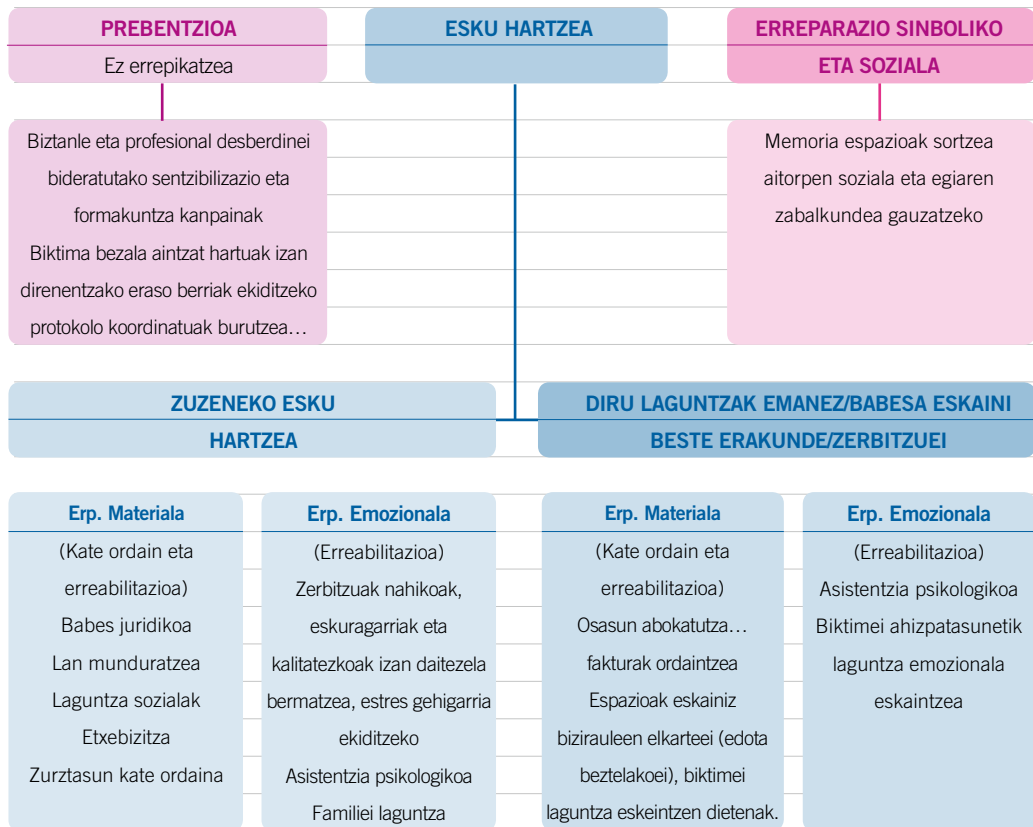 PREBENTZIOA
Ez errepikatzea
ESKU HARTZEA
ERREPARAZIO SINBOLIKO
ETA SOZIALA
Biztanle eta profesional desberdinei
bideratutako sentzibilizazio eta
formakuntza kanpainak
Biktima bezala aintzat hartuak izan
direnentzako eraso berriak ekiditzeko
protokolo koordinatuak burutzea…
Memoria espazioak sortzea
aitorpen soziala eta egiaren
zabalkundea gauzatzeko
ZUZENEKO ESKU
HARTZEA
DIRU LAGUNTZAK EMANEZ/BABESA ESKAINI
BESTE ERAKUNDE/ZERBITZUEI
Erp. Materiala
(Kate ordain eta
erreabilitazioa)
Babes juridikoa
Lan munduratzea
Laguntza sozialak
Etxebizitza
Zurztasun kate ordaina
Erp. Emozionala
(Erreabilitazioa)
Zerbitzuak nahikoak,
eskuragarriak eta
kalitatezkoak izan daitezela
bermatzea, estres gehigarria
ekiditzeko
Asistentzia psikologikoa
Familiei laguntza
Erp. Materiala
(Kate ordain eta
erreabilitazioa)
Osasun abokatutza…
fakturak ordaintzea
Espazioak eskainiz
bizirauleen elkarteei (edota
beztelakoei), biktimei
laguntza eskeintzen dietenak.
Erp. Emozionala
(Erreabilitazioa)
Asistentzia psikologikoa
Biktimei ahizpatasunetik
laguntza emozionala
eskaintzea